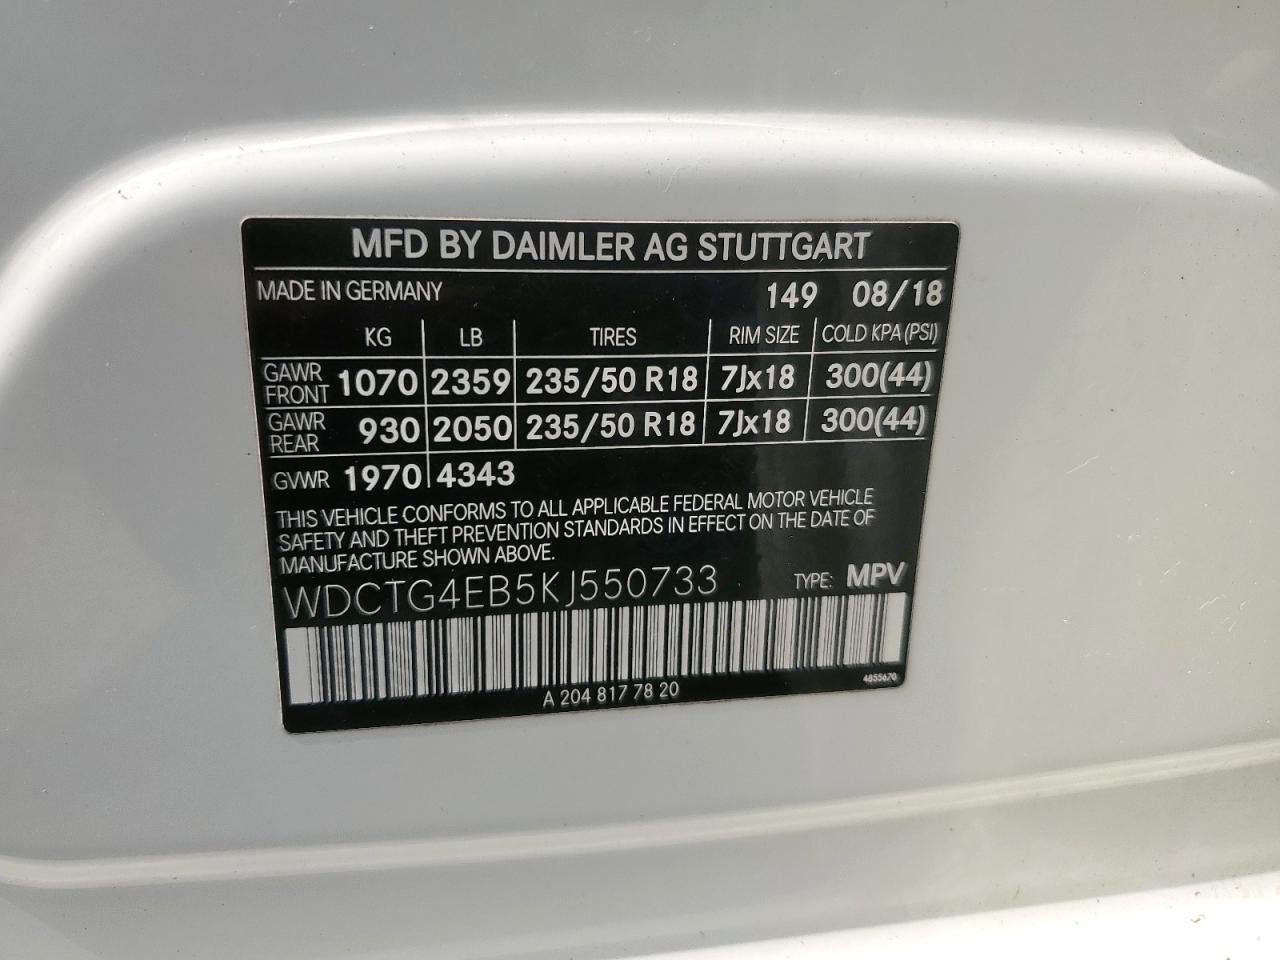 MFD BY DAIMLER AG STUTTGART
MADE IN GERMANY 149 08/18
KG LB TIRES RIM SIZE COLD KPA (PSI)
GAWR FRONT 1070 2359 235/50 R18 7Jx18 300(44)
GAWR REAR 930 2050 235/50 R18 7Jx18 300(44)
GVWR 1970 4343
THIS VEHICLE CONFORMS TO ALL APPLICABLE FEDERAL MOTOR VEHICLE
SAFETY AND THEFT PREVENTION STANDARDS IN EFFECT ON THE DATE OF
MANUFACTURE SHOWN ABOVE.
WDCTG4EB5KJ550733 TYPE: MPV
A 204 817 78 20 4855670